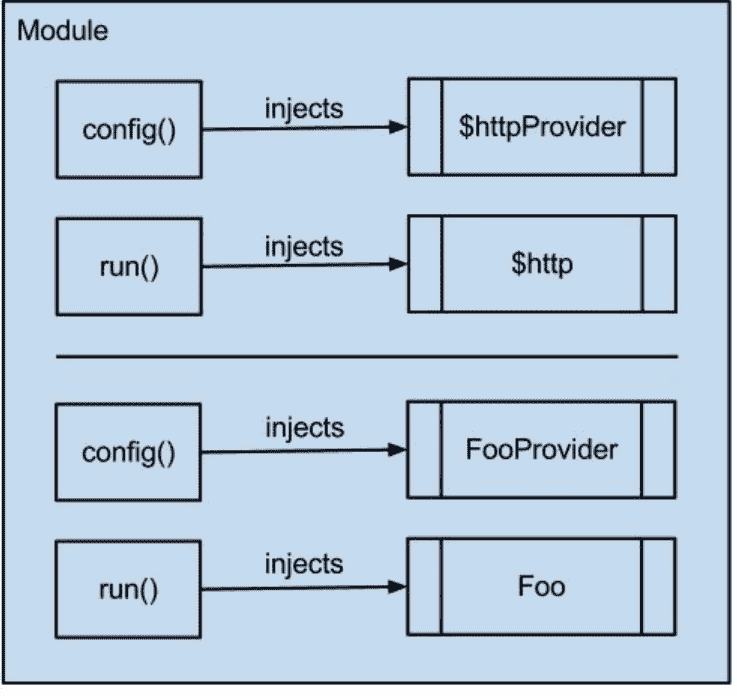 Module
config()
injects
$httpProvider
run()
injects
$http
config()
injects
FooProvider
run()
injects
Foo